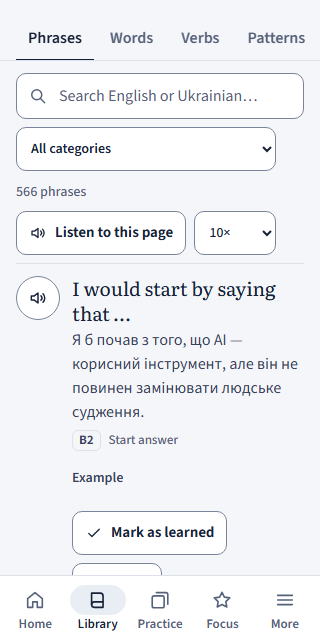 Phrases Words Verbs Patterns
Search English or Ukrainian…
All categories
566 phrases
Listen to this page 10×
I would start by saying
that …
Я б почав з того, що AI —
корисний інструмент, але він не
повинен замінювати людське
судження.
B2 Start answer
Example
Mark as learned
Home Library Practice Focus More